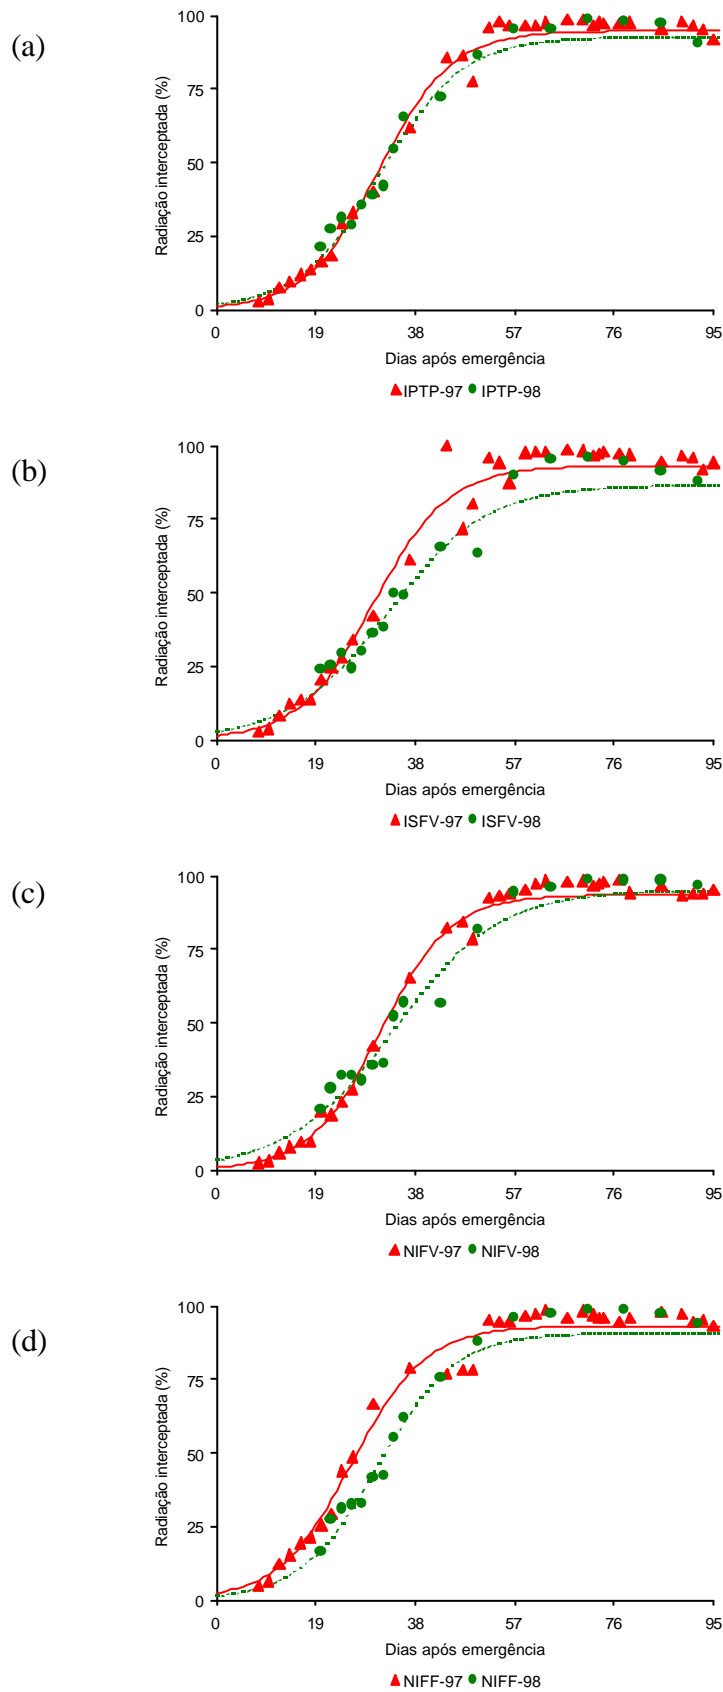 (a)
Radiação interceptada (%)
100
75
50
25
0
0 19 38 57 76 95
Dias após emergência
IPTP-97 IPTP-98
(b)
Radiação interceptada (%)
100
75
50
25
0
0 19 38 57 76 95
Dias após emergência
ISFV-97 ISFV-98
(c)
Radiação interceptada (%)
100
75
50
25
0
0 19 38 57 76 95
Dias após emergência
NIFV-97 NIFV-98
(d)
Radiação interceptada (%)
100
75
50
25
0
0 19 38 57 76 95
Dias após emergência
NIFF-97 NIFF-98